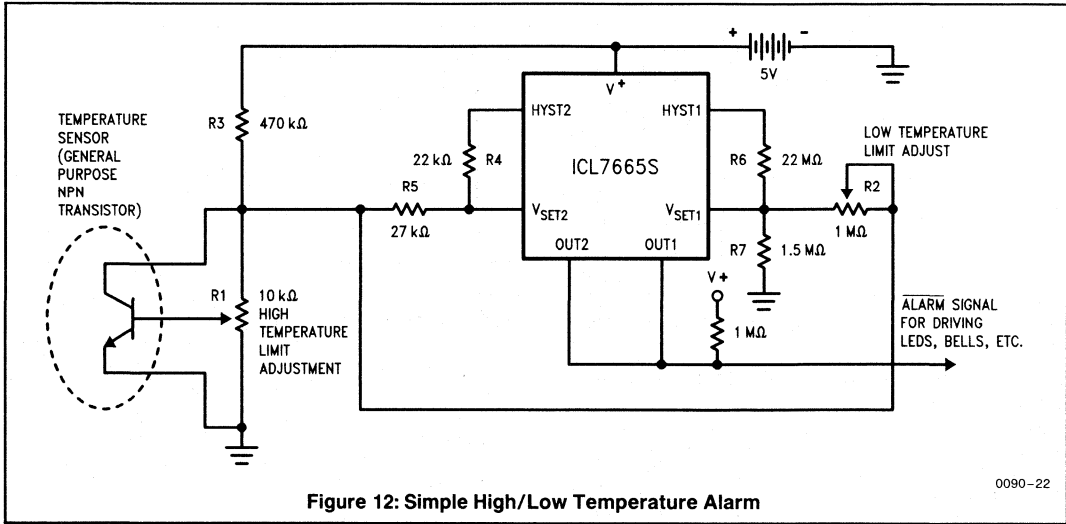 + -
5V
V+
HYST2
HYST1
TEMPERATURE
SENSOR
(GENERAL
PURPOSE
NPN
TRANSISTOR)
R3
470 kΩ
LOW TEMPERATURE
LIMIT ADJUST
22 kΩ
R4
ICL7665S
R6
22 MΩ
R5
27 kΩ
VSET2
VSET1
R2
1 MΩ
OUT2
OUT1
R7
1.5 MΩ
V+
1 MΩ
R1
10 kΩ
HIGH
TEMPERATURE
LIMIT
ADJUSTMENT
ALARM SIGNAL
FOR DRIVING
LEDS, BELLS, ETC.
0090-22
Figure 12: Simple High/Low Temperature Alarm